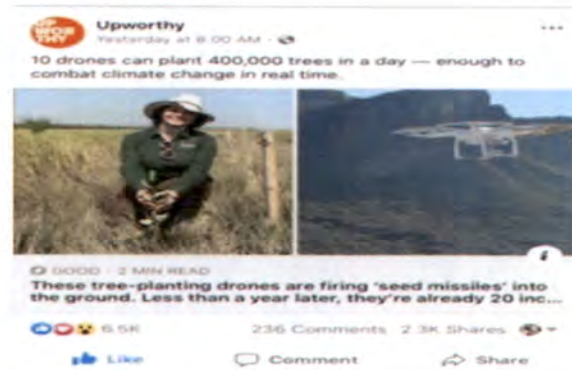 UP
WOR
THY
Upworthy
Yesterday at 8:00 AM ·
10 drones can plant 400,000 trees in a day — enough to
combat climate change in real time.
GOOD · 2 MIN READ
These tree-planting drones are firing 'seed missiles' into
the ground. Less than a year later, they're already 20 inc...
6.5K
236 Comments 2.3K Shares
Like
Comment
Share